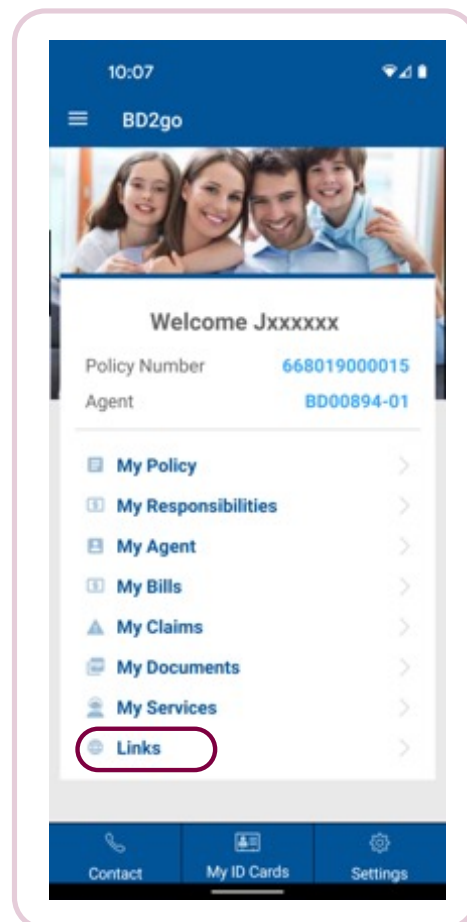 10:07
BD2go
Welcome Jxxxxxx
Policy Number 668019000015
Agent BD00894-01
My Policy
My Responsibilities
My Agent
My Bills
My Claims
My Documents
My Services
Links
Contact My ID Cards Settings